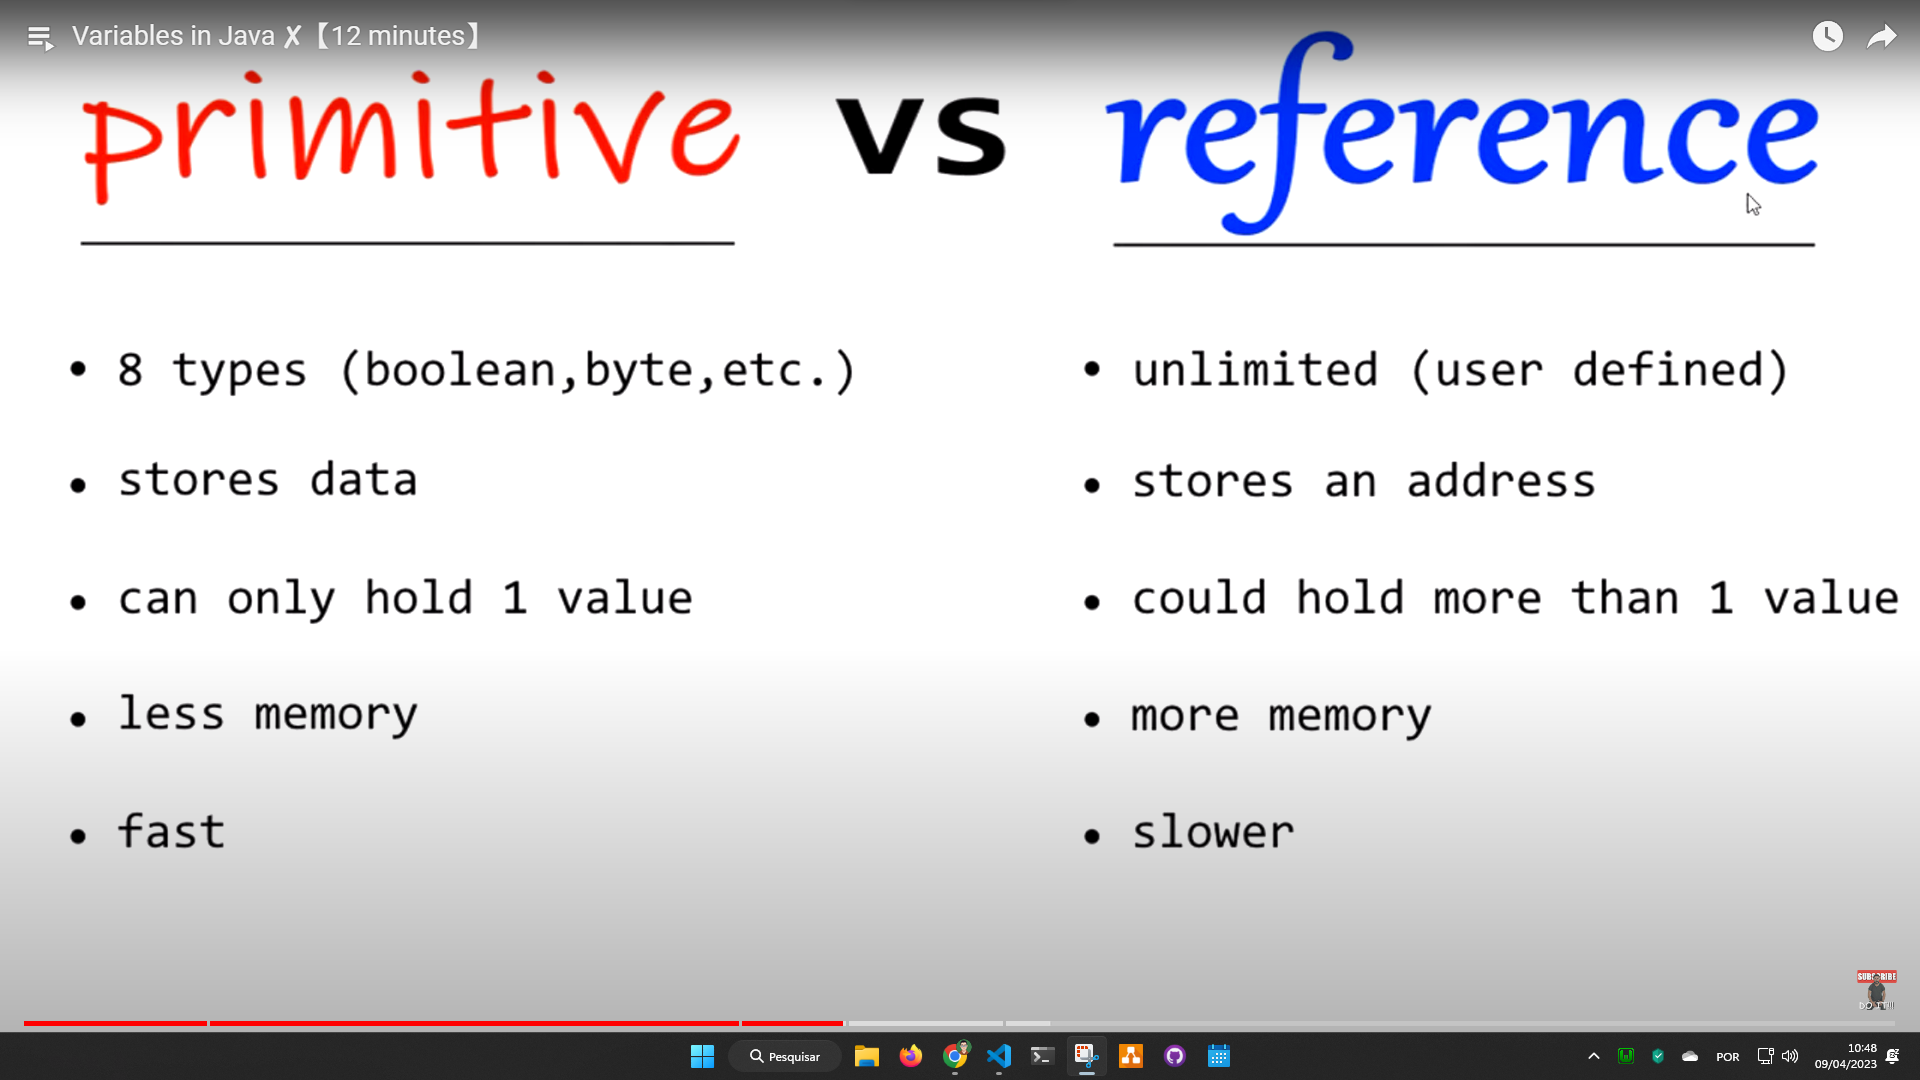 Variables in Java ✘【12 minutes】
primitive vs reference
• 8 types (boolean,byte,etc.)
• stores data
• can only hold 1 value
• less memory
• fast
• unlimited (user defined)
• stores an address
• could hold more than 1 value
• more memory
• slower
SUBSCRIBE
DO IT!!!
Pesquisar
POR
10:48
09/04/2023